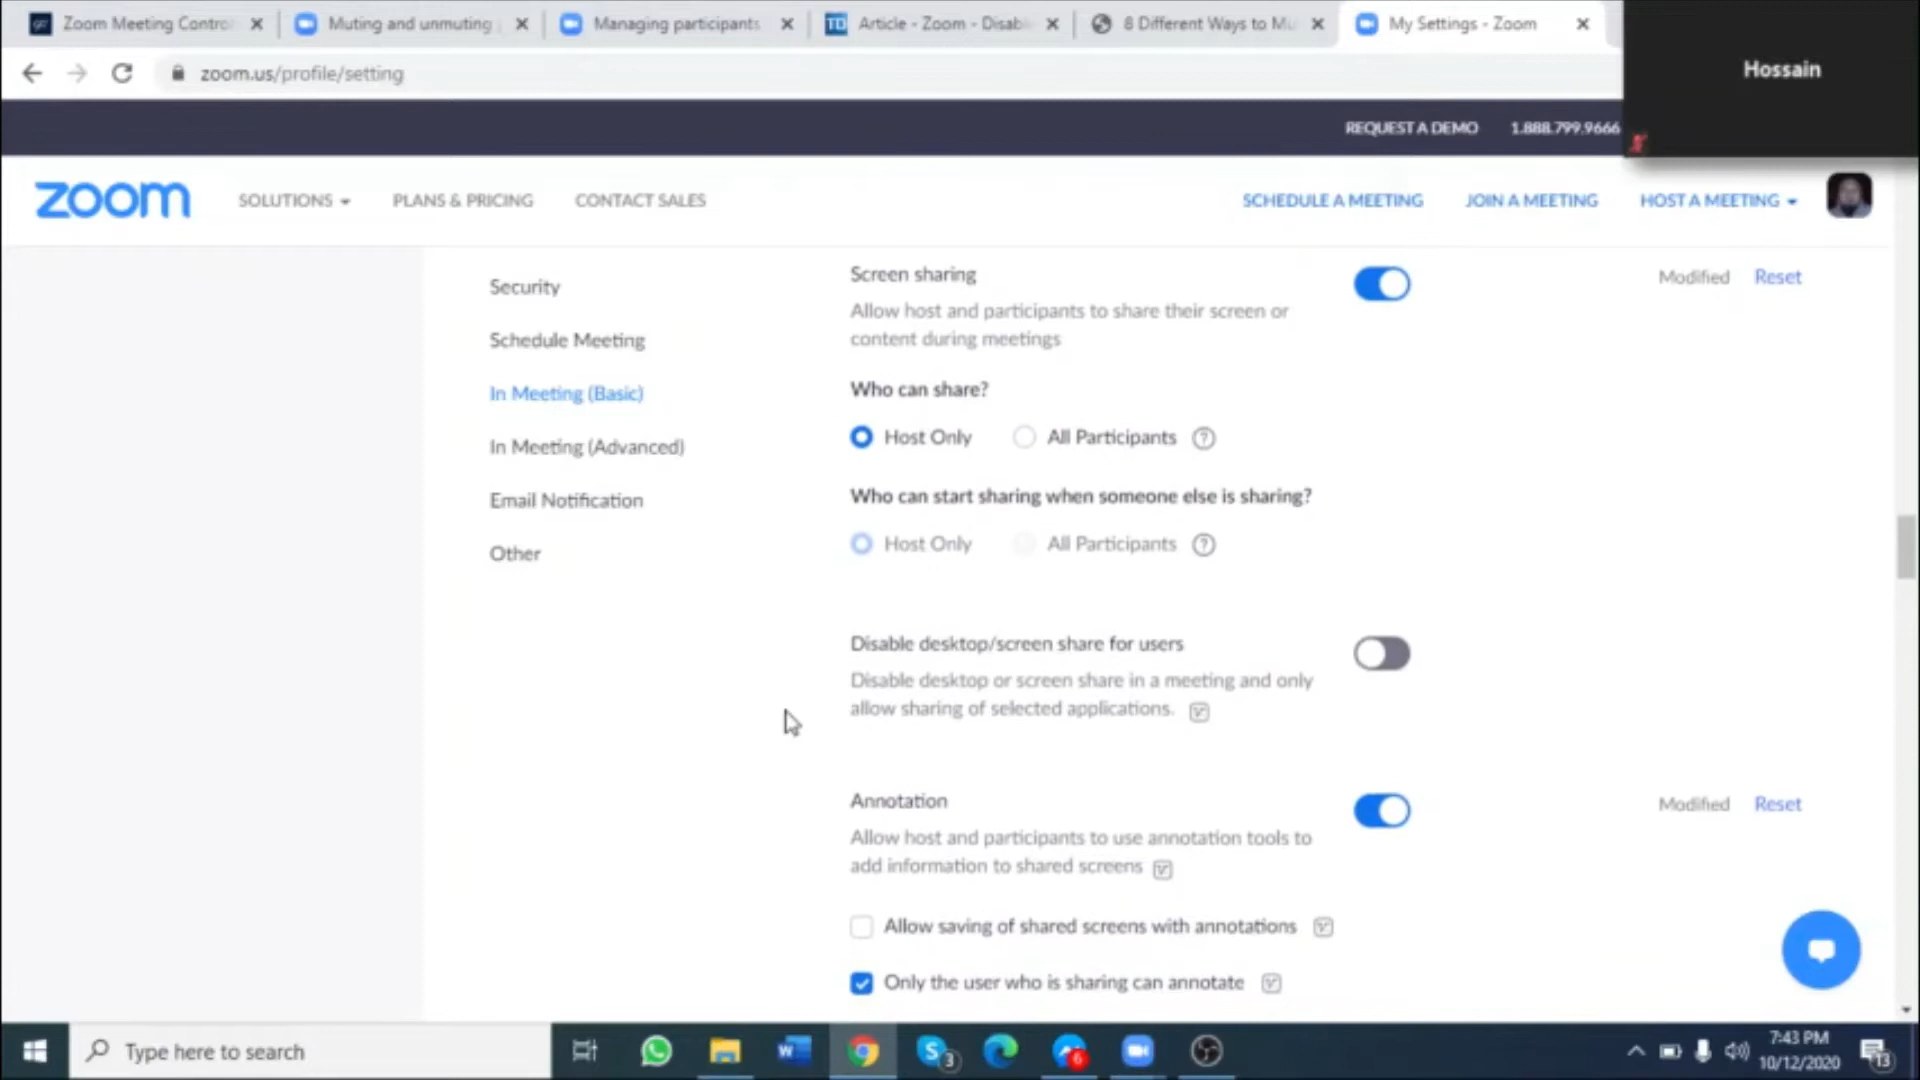 Zoom Meeting Contro
Muting and unmuting
Managing participants
TD Article - Zoom - Disab
8 Different Ways to Mu
My Settings - Zoom
Hossain
zoom.us/profile/setting
REQUEST A DEMO 1.888.799.9666
zoom SOLUTIONS PLANS & PRICING CONTACT SALES SCHEDULE A MEETING JOIN A MEETING HOST A MEETING
Security
Schedule Meeting
In Meeting (Basic)
In Meeting (Advanced)
Email Notification
Other
Screen sharing
Modified Reset
Allow host and participants to share their screen or
content during meetings
Who can share?
Host Only All Participants ?
Who can start sharing when someone else is sharing?
Host Only All Participants ?
Disable desktop/screen share for users
Disable desktop or screen share in a meeting and only
allow sharing of selected applications.
Annotation
Modified Reset
Allow host and participants to use annotation tools to
add information to shared screens
Allow saving of shared screens with annotations
Only the user who is sharing can annotate
Type here to search
W
S 3
6
7:43 PM
10/12/2020
13